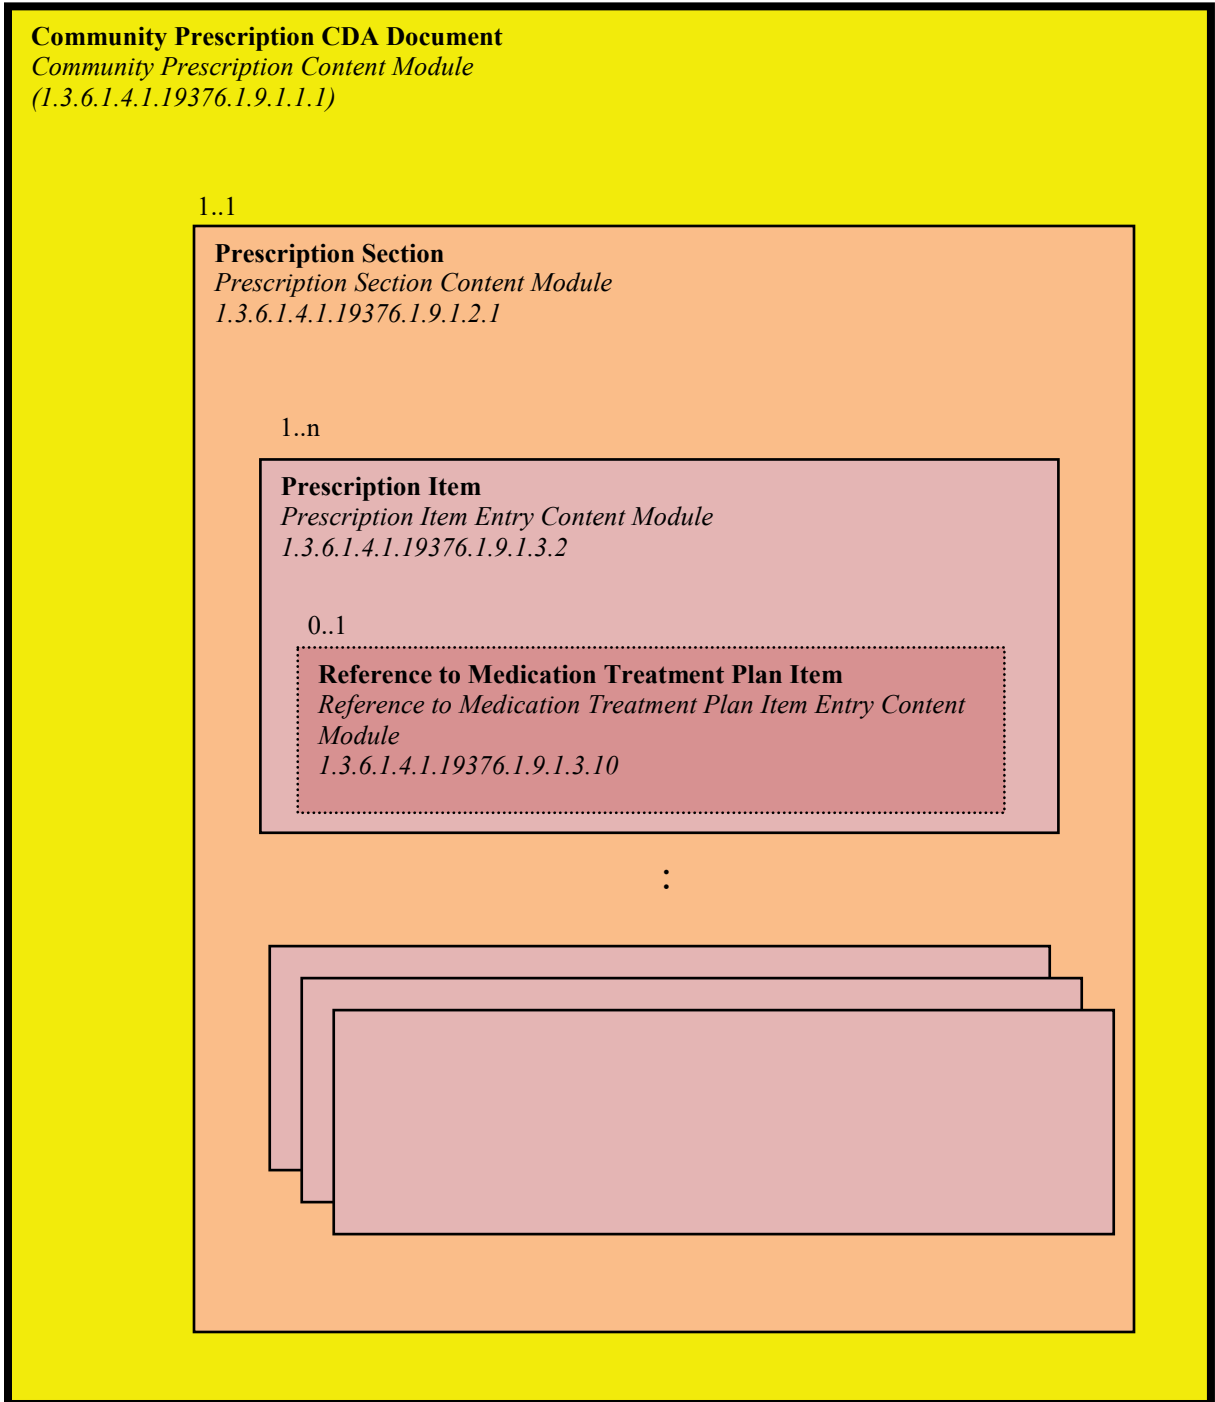 Community Prescription CDA Document
Community Prescription Content Module
(1.3.6.1.4.1.19376.1.9.1.1.1)
1..1
Prescription Section
Prescription Section Content Module
1.3.6.1.4.1.19376.1.9.1.2.1
1..n
Prescription Item
Prescription Item Entry Content Module
1.3.6.1.4.1.19376.1.9.1.3.2
0..1
Reference to Medication Treatment Plan Item
Reference to Medication Treatment Plan Item Entry Content
Module
1.3.6.1.4.1.19376.1.9.1.3.10
: